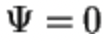 Ψ = 0